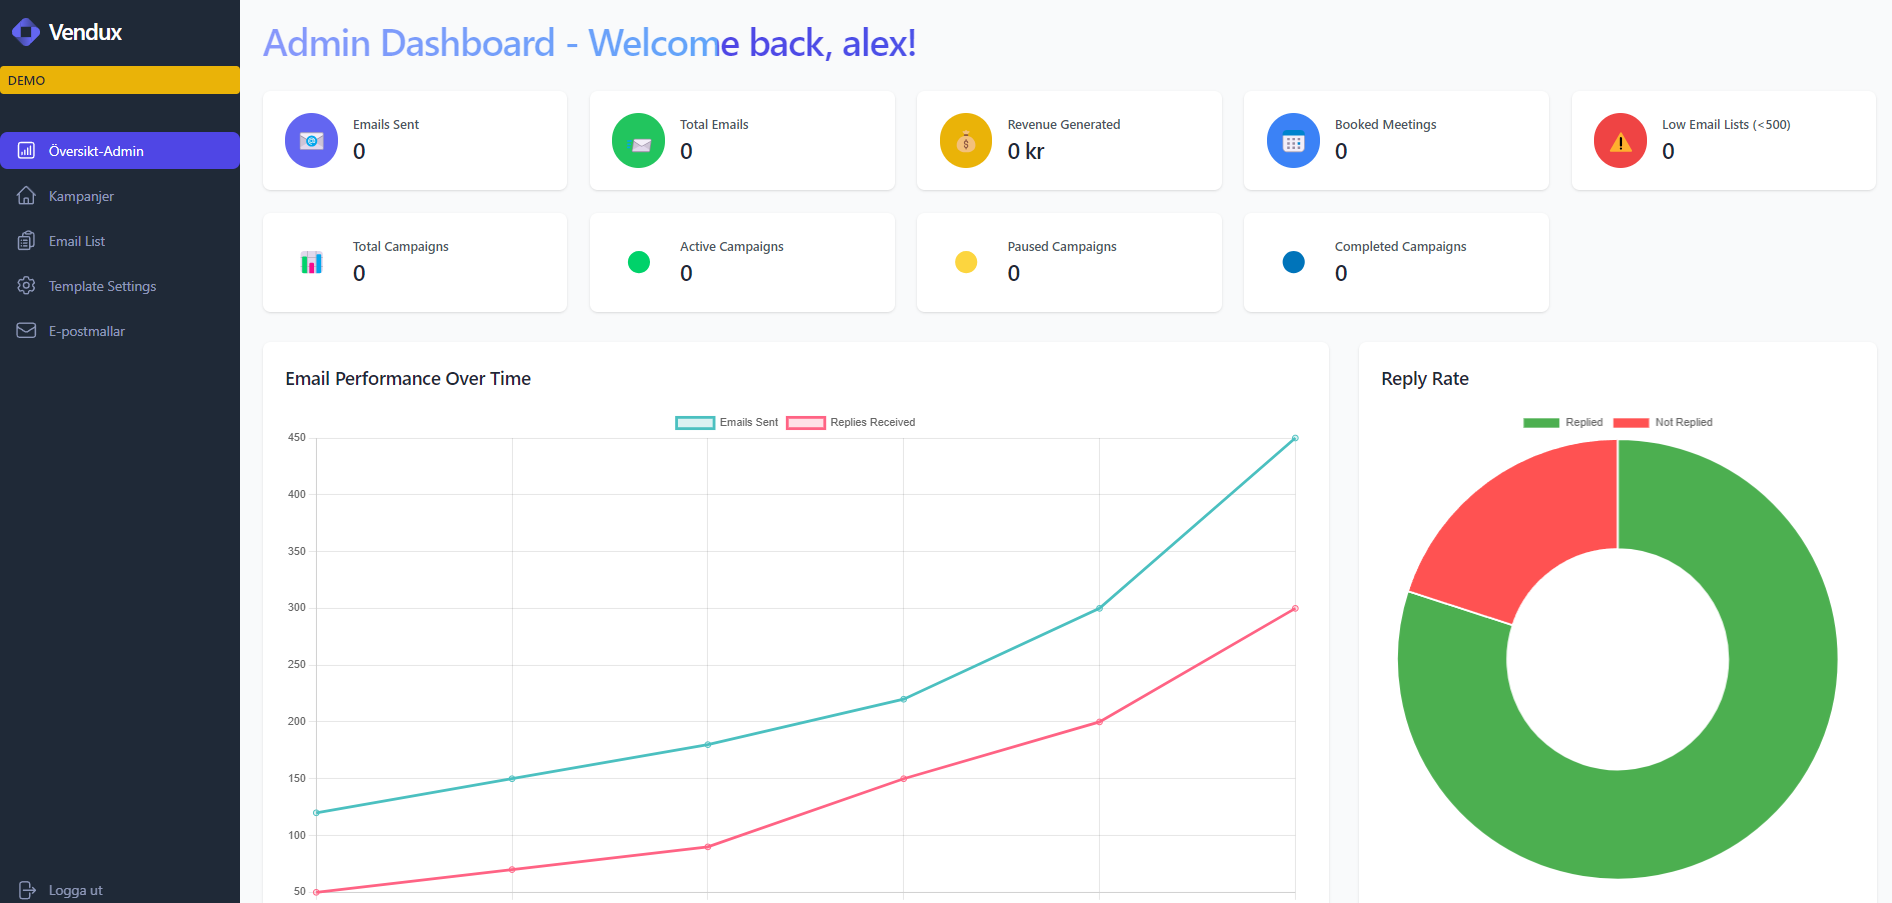 Vendux
DEMO
Översikt-Admin
Kampanjer
Email List
Template Settings
E-postmallar
Logga ut
Admin Dashboard - Welcome back, alex!
Emails Sent
0
Total Emails
0
Revenue Generated
0 kr
Booked Meetings
0
Low Email Lists (<500)
0
Total Campaigns
0
Active Campaigns
0
Paused Campaigns
0
Completed Campaigns
0
Email Performance Over Time
Emails Sent
Replies Received
450
400
350
300
250
200
150
100
50
Reply Rate
Replied
Not Replied